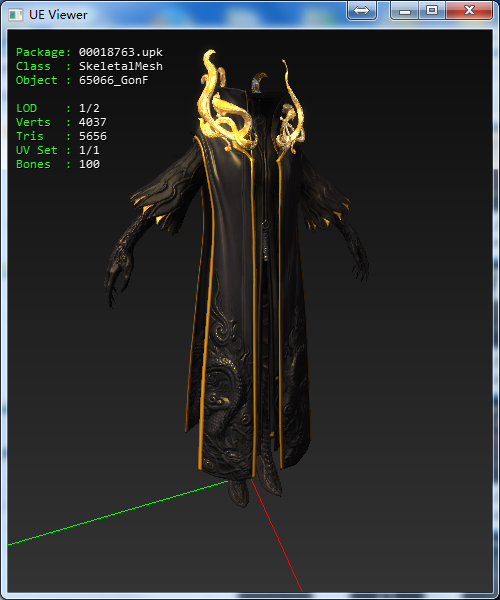 UE Viewer
Package: 00018763.upk
Class : SkeletalMesh
Object : 65066_GonF
LOD : 1/2
Verts : 4037
Tris : 5656
UV Set : 1/1
Bones : 100